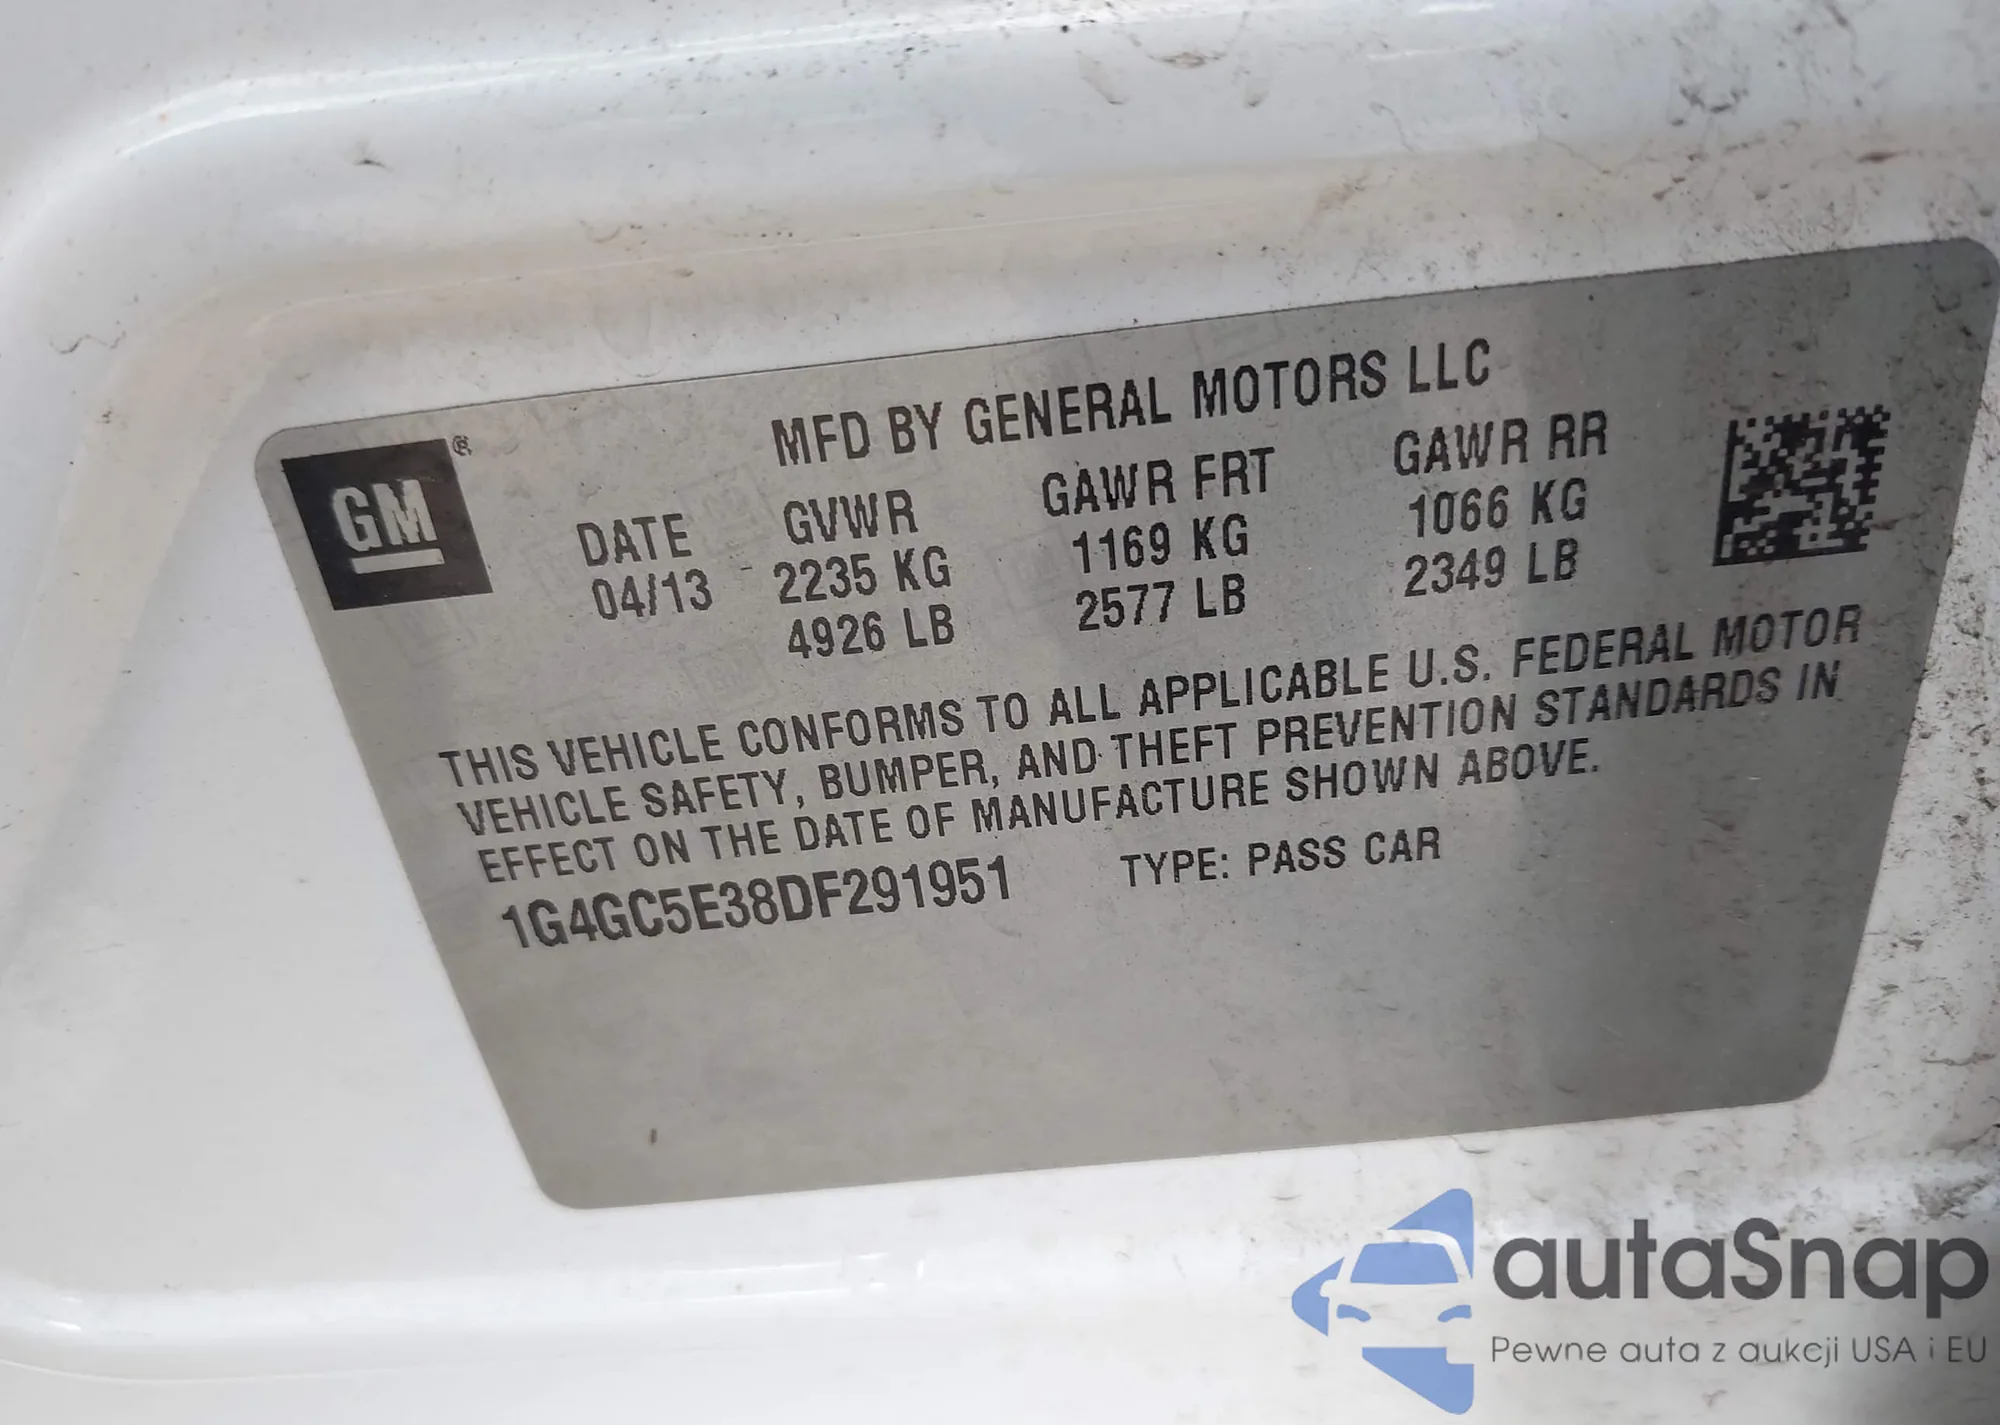 MFD BY GENERAL MOTORS LLC
GM ®
DATE GVWR GAWR FRT GAWR RR
04/13 2235 KG 1169 KG 1066 KG
4926 LB 2577 LB 2349 LB
THIS VEHICLE CONFORMS TO ALL APPLICABLE U.S. FEDERAL MOTOR
VEHICLE SAFETY, BUMPER, AND THEFT PREVENTION STANDARDS IN
EFFECT ON THE DATE OF MANUFACTURE SHOWN ABOVE.
1G4GC5E38DF291951 TYPE: PASS CAR
autaSnap
Pewne auta z aukcji USA i EU